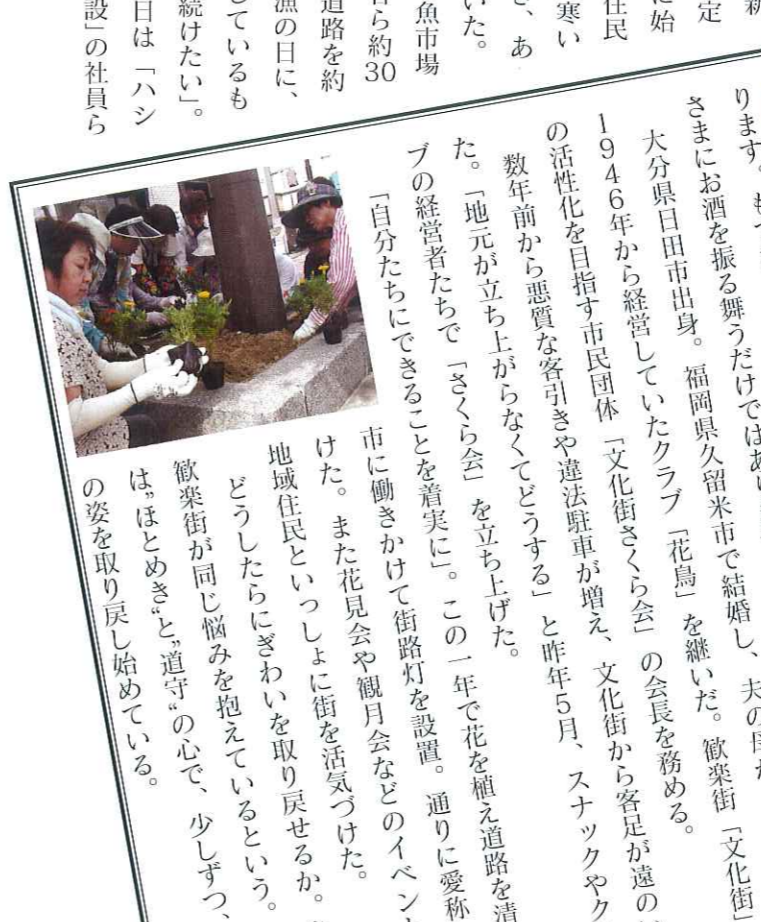 定
に始
住民
寒い
き、あ
いた。
魚市場
ら約30
道路を約
漁の日に、
しているも
続けたい」。
日は「ハシ
設」の社員ら
ります。
さまにお酒を振る舞うだけではあ
大分県日田市出身。福岡県久留米市で結婚し、夫の母
1946年から経営していたクラブ「花鳥」を継いだ。歓楽街「文化街」
の活性化を目指す市民団体「文化街さくら会」の会長を務める。
数年前から悪質な客引きや違法駐車が増え、文化街から客足が遠の
た。「地元が立ち上がらなくてどうする」と昨年5月、スナックやク
ブの経営者たちで「さくら会」を立ち上げた。
「自分たちにできることを着実に」。この一年で花を植え道路を清
市に働きかけて街路灯を設置。通りに愛称
けた。また花見会や観月会などのイベン
地域住民といっしょに街を活気づけた。
どうしたらにぎわいを取り戻せるか。
歓楽街が同じ悩みを抱えているという。
は”ほとめき“と”道守“の心で、少しずつ、
の姿を取り戻し始めている。